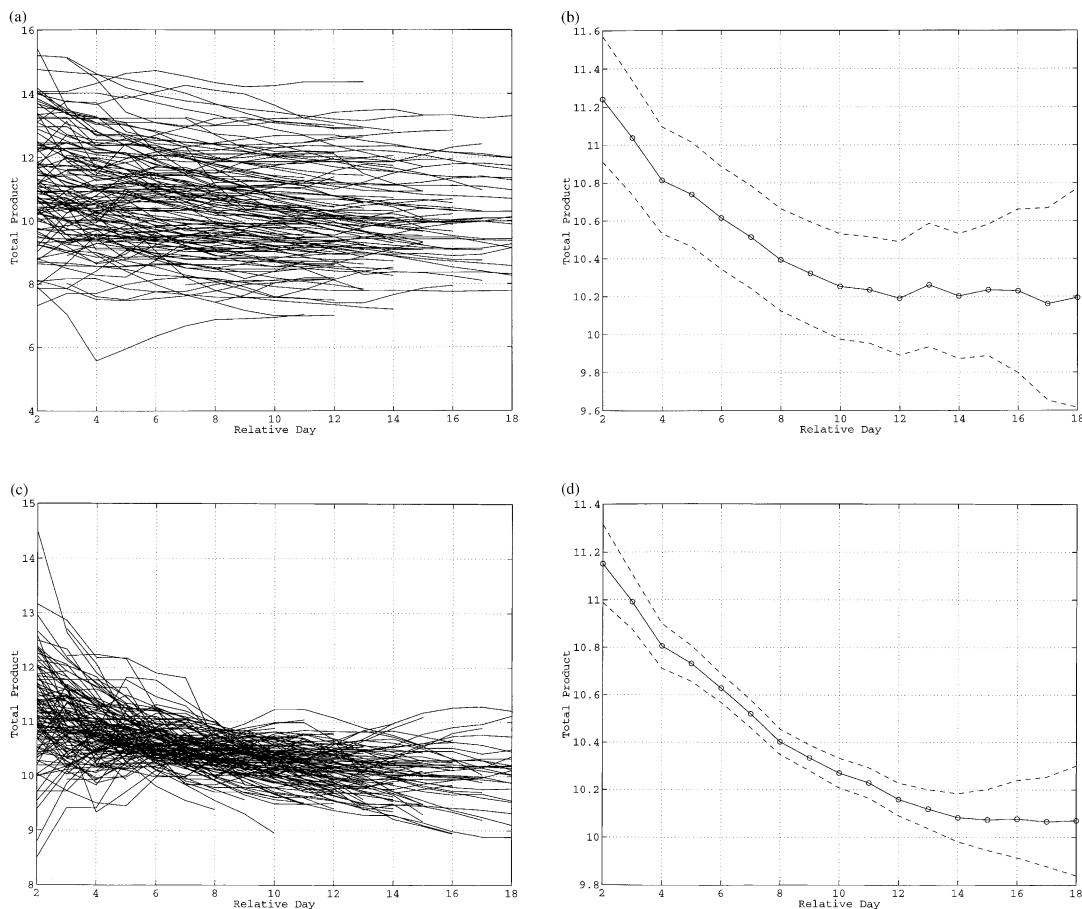 (a)
16
14
12
10
8
6
4
Total Product
2 4 6 8 10 12 14 16 18
Relative Day
(b)
11.6
11.4
11.2
11
10.8
10.6
10.4
10.2
10
9.8
9.6
Total Product
2 4 6 8 10 12 14 16 18
Relative Day
(c)
15
14
13
12
11
10
9
8
Total Product
2 4 6 8 10 12 14 16 18
Relative Day
(d)
11.4
11.2
11
10.8
10.6
10.4
10.2
10
9.8
Total Product
2 4 6 8 10 12 14 16 18
Relative Day